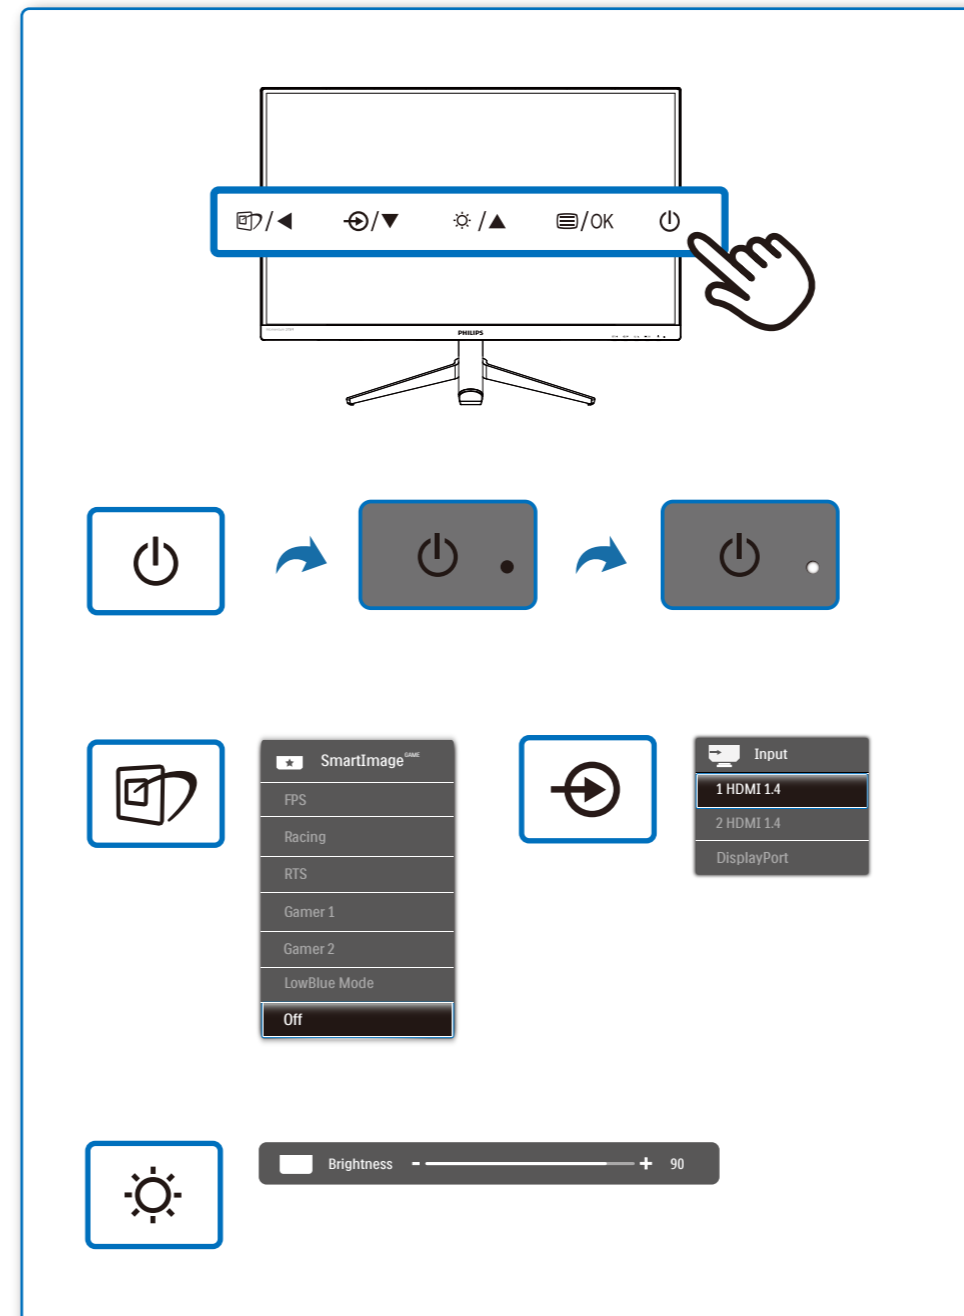 /OK
PHILIPS
SmartImage GAME
FPS
Racing
RTS
Gamer 1
Gamer 2
LowBlue Mode
Off
Input
1 HDMI 1.4
2 HDMI 1.4
DisplayPort
Brightness - + 90